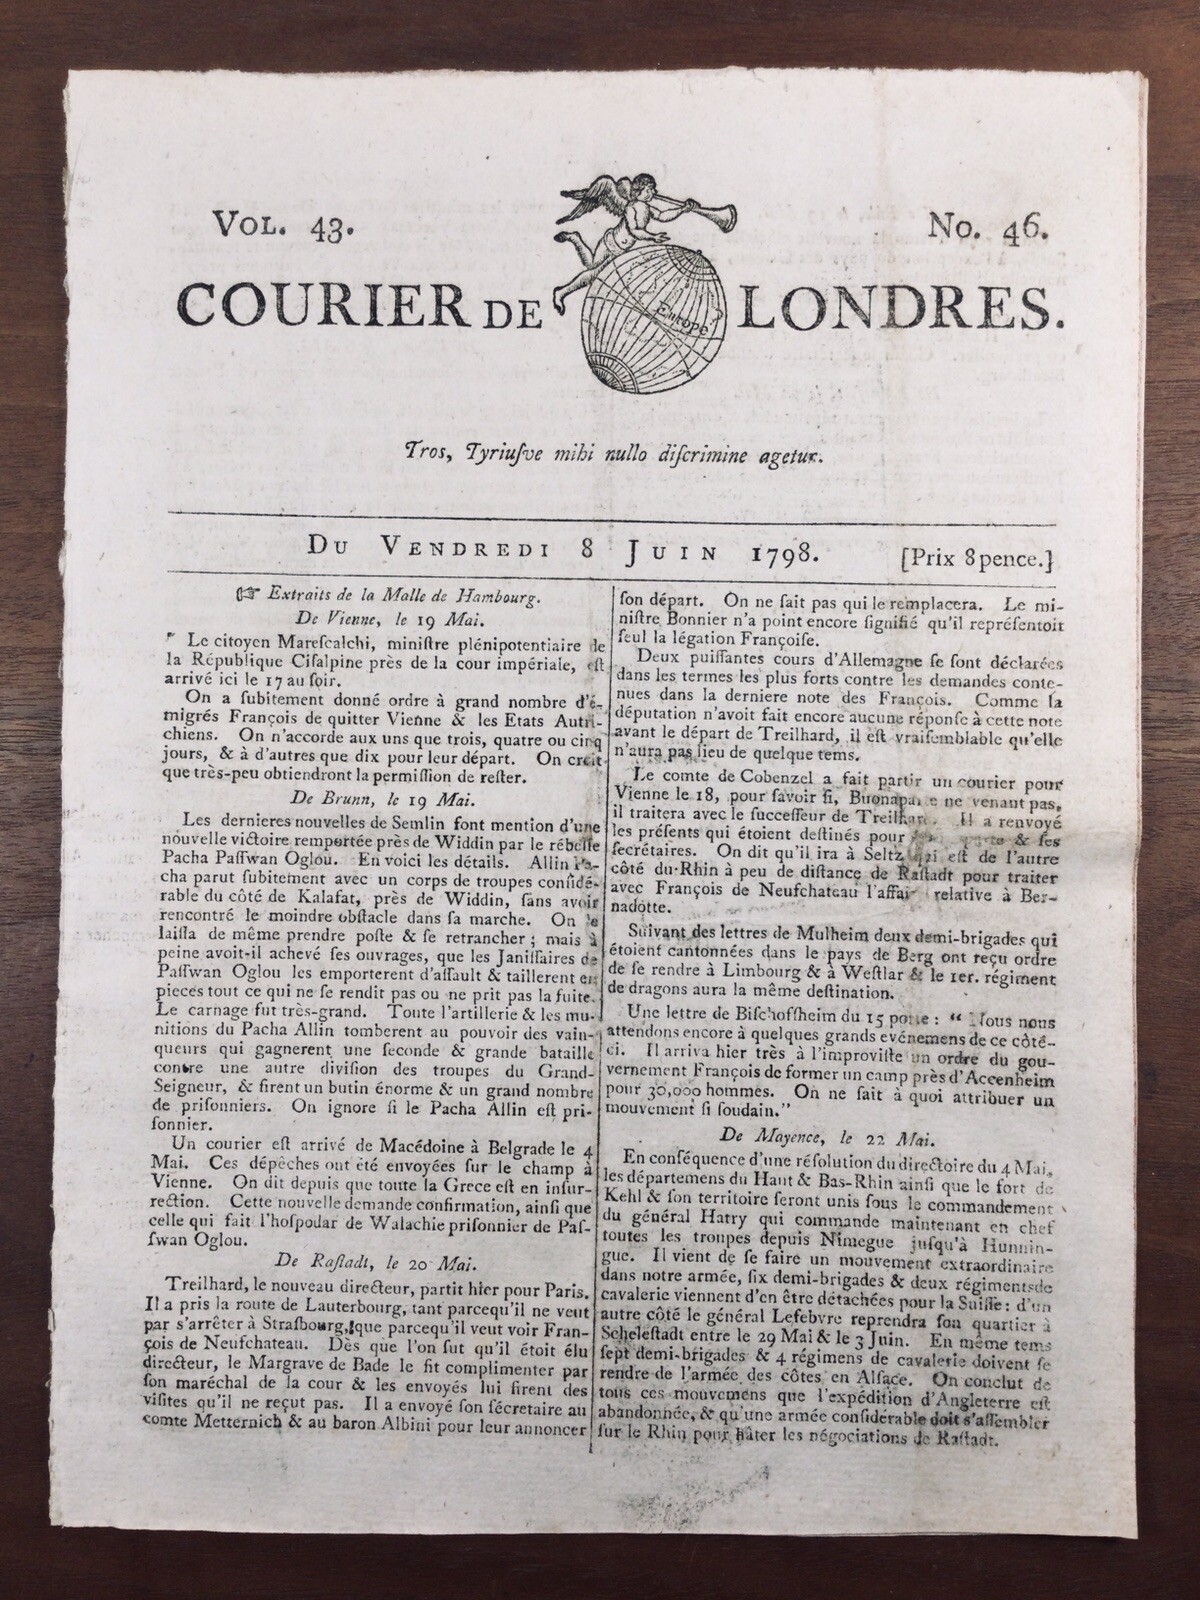 Vol. 43.
No. 46.
COURIER DE LONDRES.
Europe
Tros, Tyriuſve mihi nullo diſcrimine agetur.
Du Vendredi 8 Juin 1798.
[Prix 8 pence.]
☞ Extraits de la Malle de Hambourg.
De Vienne, le 19 Mai.
Le citoyen Mareſcalchi, miniſtre plénipotentiaire de
la République Ciſalpine près de la cour impériale, eſt
arrivé ici le 17 au ſoir.
On a ſubitement donné ordre à grand nombre d'é-
migrés François de quitter Vienne & les Etats Autri-
chiens. On n'accorde aux uns que trois, quatre ou cinq
jours, & à d'autres que dix pour leur départ. On croit
que très-peu obtiendront la permiſſion de reſter.
De Brunn, le 19 Mai.
Les dernieres nouvelles de Semlin font mention d'une
nouvelle victoire remportée près de Widdin par le rébelle
Pacha Paſſwan Oglou. En voici les détails. Allin Pa-
cha parut ſubitement avec un corps de troupes conſidé-
rable du côté de Kalafat, près de Widdin, ſans avoir
rencontré le moindre obſtacle dans ſa marche. On le
laiſſa de même prendre poſte & ſe retrancher; mais à
peine avoit-il achevé ſes ouvrages, que les Janiſſaires de
Paſſwan Oglou les emporterent d'aſſault & taillerent en
pieces tout ce qui ne ſe rendit pas ou ne prit pas la fuite.
Le carnage fut très-grand. Toute l'artillerie & les mu-
nitions du Pacha Allin tomberent au pouvoir des vain-
queurs qui gagnerent une ſeconde & grande bataille
contre une autre diviſion des troupes du Grand-
Seigneur, & firent un butin énorme & un grand nombre
de priſonniers. On ignore ſi le Pacha Allin eſt pri-
ſonnier.
Un courier eſt arrivé de Macédoine à Belgrade le 4
Mai. Ces dépêches ont été envoyées ſur le champ à
Vienne. On dit depuis que toute la Grece eſt en inſur-
rection. Cette nouvelle demande confirmation, ainſi que
celle qui fait l'hoſpodar de Walachie priſonnier de Paſ-
ſwan Oglou.
De Raſtadt, le 20 Mai.
Treilhard, le nouveau directeur, partit hier pour Paris.
Il a pris la route de Lauterbourg, tant parcequ'il ne veut
par s'arrêter à Straſbourg, que parcequ'il veut voir Fran-
çois de Neufchateau. Dès que l'on ſut qu'il étoit élu
directeur, le Margrave de Bade le fit complimenter par
ſon maréchal de la cour & les envoyés lui firent des
viſites qu'il ne reçut pas. Il a envoyé ſon ſécretaire au
comte Metternich & au baron Albini pour leur annoncer
ſon départ. On ne ſait pas qui le remplacera. Le mi-
niſtre Bonnier n'a point encore ſignifié qu'il repréſentoit
ſeul la légation Françoiſe.
Deux puiſſantes cours d'Allemagne ſe ſont déclarées
dans les termes les plus forts contre les demandes conte-
nues dans la derniere note des François. Comme la
députation n'avoit fait encore aucune réponſe à cette note
avant le départ de Treilhard, il eſt vraiſemblable qu'elle
n'aura pas lieu de quelque tems.
Le comte de Cobenzel a fait partir un courier pour
Vienne le 18, pour ſavoir ſi, Buonaparte ne venant pas,
il traitera avec le ſucceſſeur de Treilhard. Il a renvoyé
les préſents qui étoient deſtinés pour & ſes
ſecrétaires. On dit qu'il ira à Seltz qui eſt de l'autre
côté du Rhin à peu de diſtance de Raſtadt pour traiter
avec François de Neufchateau l'affaire relative à Ber-
nadotte.
Suivant des lettres de Mulheim deux demi-brigades qui
étoient cantonnées dans le pays de Berg ont reçu ordre
de ſe rendre à Limbourg & à Weſtlar & le 1er. régiment
de dragons aura la même deſtination.
Une lettre de Biſchoffſheim du 15 porte: "Nous nous
attendons encore à quelques grands evénemens de ce côté-
ci. Il arriva hier très à l'improviſte un ordre du gou-
vernement François de former un camp près d'Accenheim
pour 30,000 hommes. On ne ſait à quoi attribuer un
mouvement ſi ſoudain."
De Mayence, le 22 Mai.
En conſéquence d'une réſolution du directoire du 4 Mai,
les départemens du Haut & Bas-Rhin ainſi que le fort de
Kehl & ſon territoire ſeront unis ſous le commandement
du général Hatry qui commande maintenant en chef
toutes les troupes depuis Nimegue juſqu'à Hunnin-
gue. Il vient de ſe faire un mouvement extraordinaire
dans notre armée, ſix demi-brigades & deux régimens de
cavalerie viennent d'en être détachées pour la Suiſſe: d'un
autre côté le général Lefebvre reprendra ſon quartier à
Scheleſtadt entre le 29 Mai & le 3 Juin. En même tems
ſept demi-brigades & 4 régimens de cavalerie doivent ſe
rendre de l'armée des côtes en Alſace. On conclut de
tous ces mouvemens que l'expédition d'Angleterre eſt
abandonnée, & qu'une armée conſidérable doit s'aſſembler
ſur le Rhin pour hâter les négociations de Raſtadt.